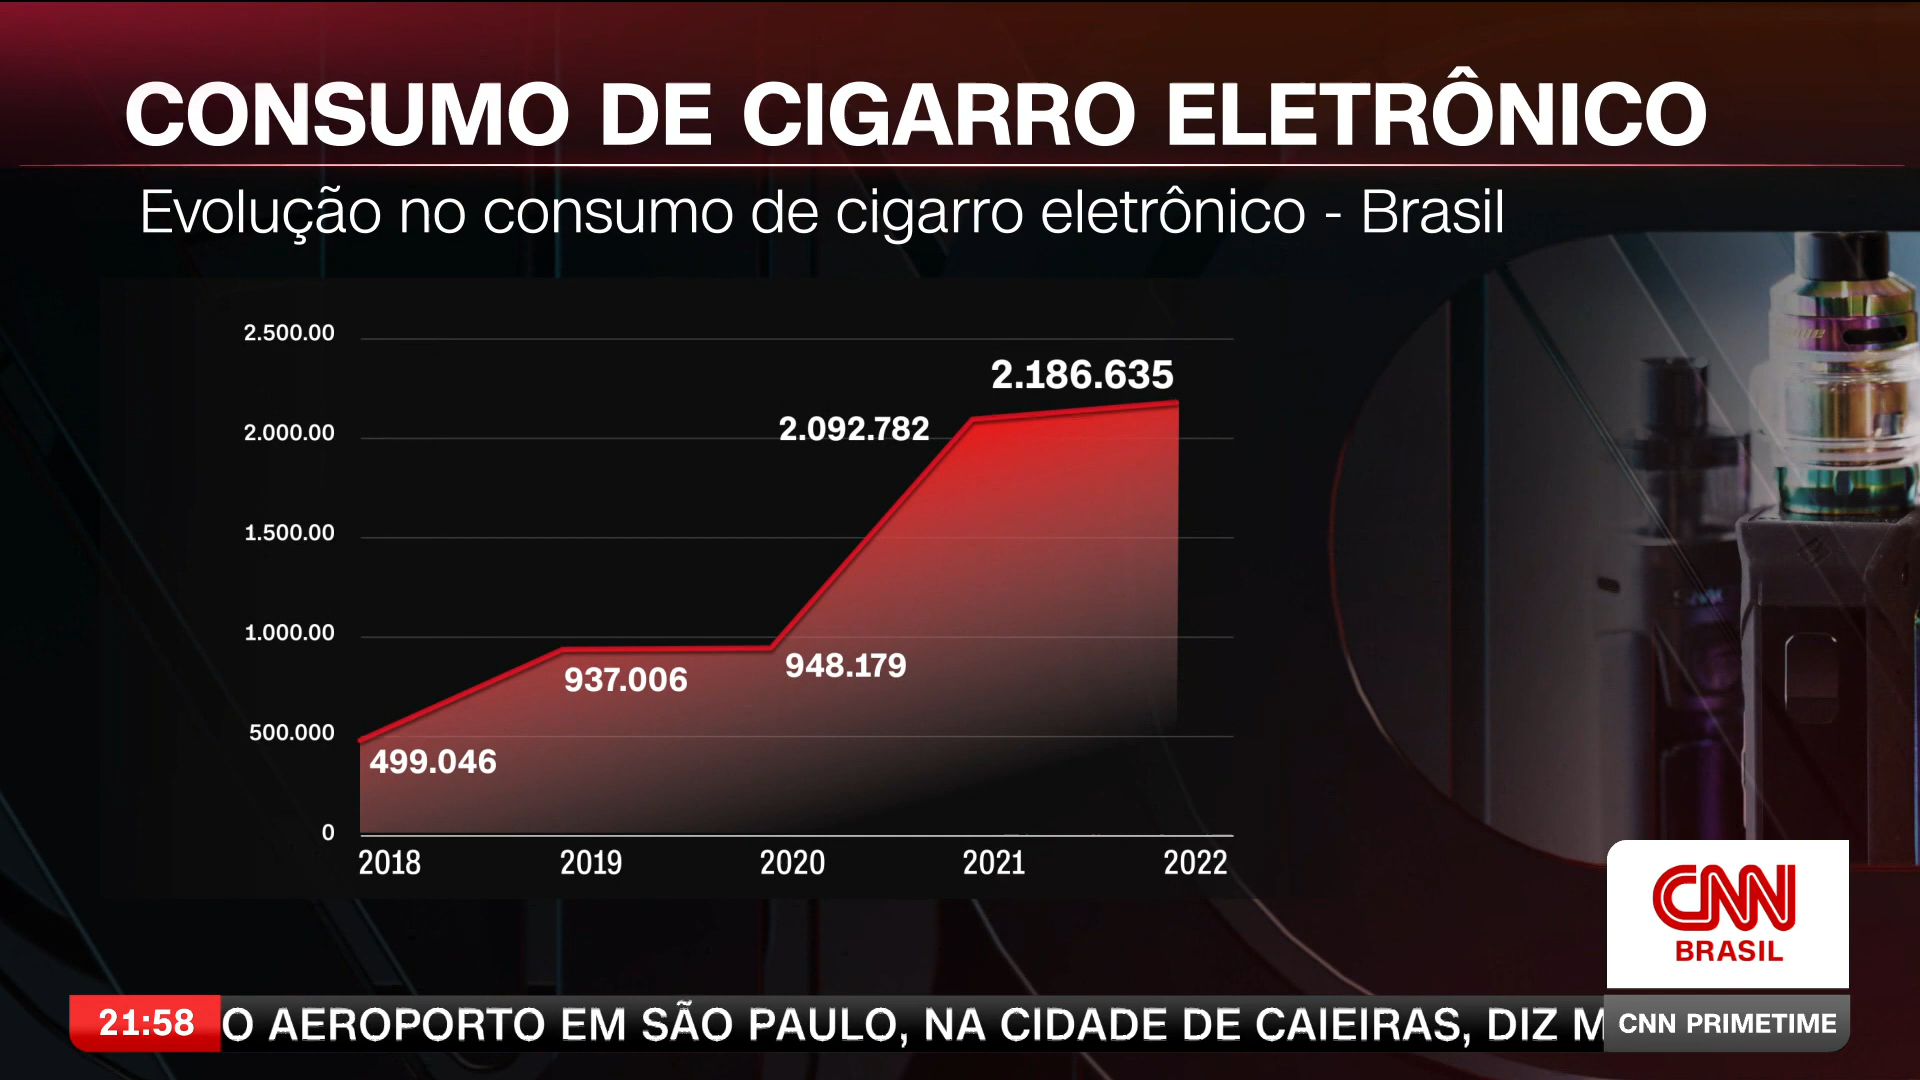 CONSUMO DE CIGARRO ELETRÔNICO
Evolução no consumo de cigarro eletrônico - Brasil
2.500.00
2.186.635
2.092.782
2.000.00
1.500.00
1.000.00
937.006
948.179
500.000
499.046
0
2018 2019 2020 2021 2022
CNN
BRASIL
21:58 O AEROPORTO EM SÃO PAULO, NA CIDADE DE CAIEIRAS, DIZ M
CNN PRIMETIME